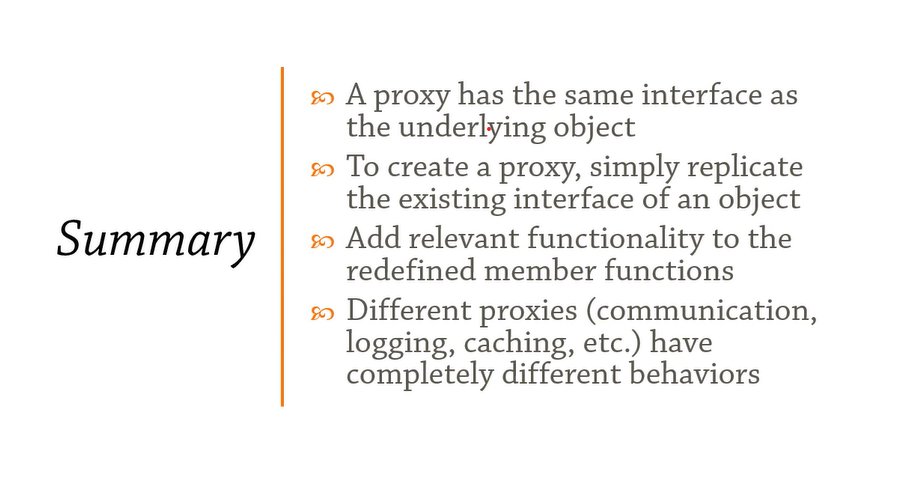 Summary
A proxy has the same interface as
the underlying object
To create a proxy, simply replicate
the existing interface of an object
Add relevant functionality to the
redefined member functions
Different proxies (communication,
logging, caching, etc.) have
completely different behaviors